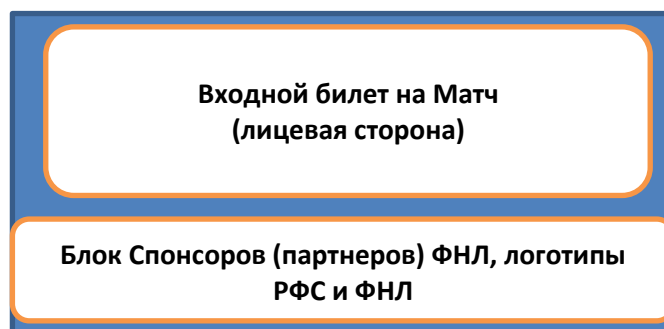 Входной билет на Матч
(лицевая сторона)
Блок Спонсоров (партнеров) ФНЛ, логотипы
РФС и ФНЛ